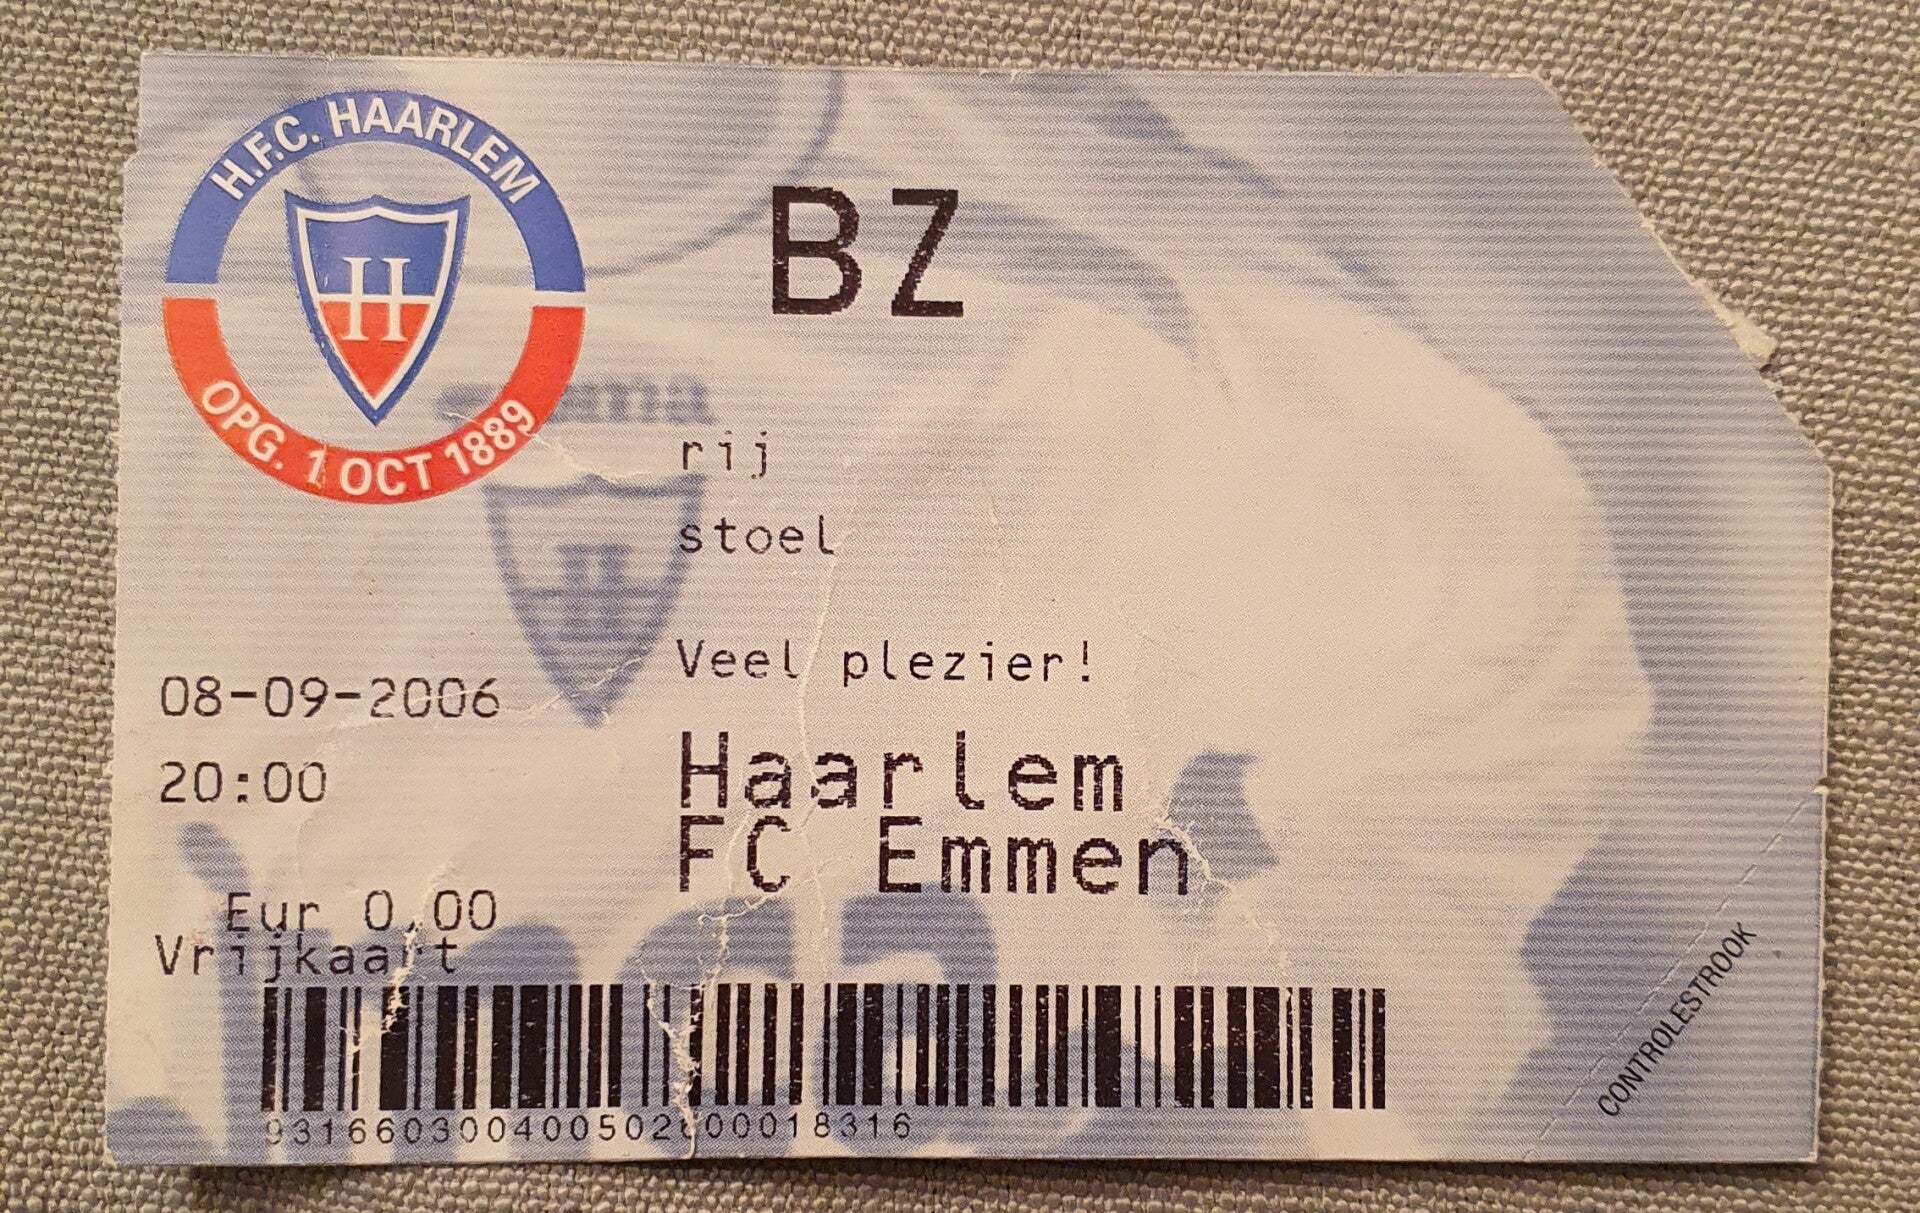 H.F.C. HAARLEM
H
OPG. 1 OCT 1889
BZ
rij
stoel
Veel plezier!
08-09-2006
20:00
Haarlem
FC Emmen
Eur 0,00
Vrijkaart
CONTROLESTROOK